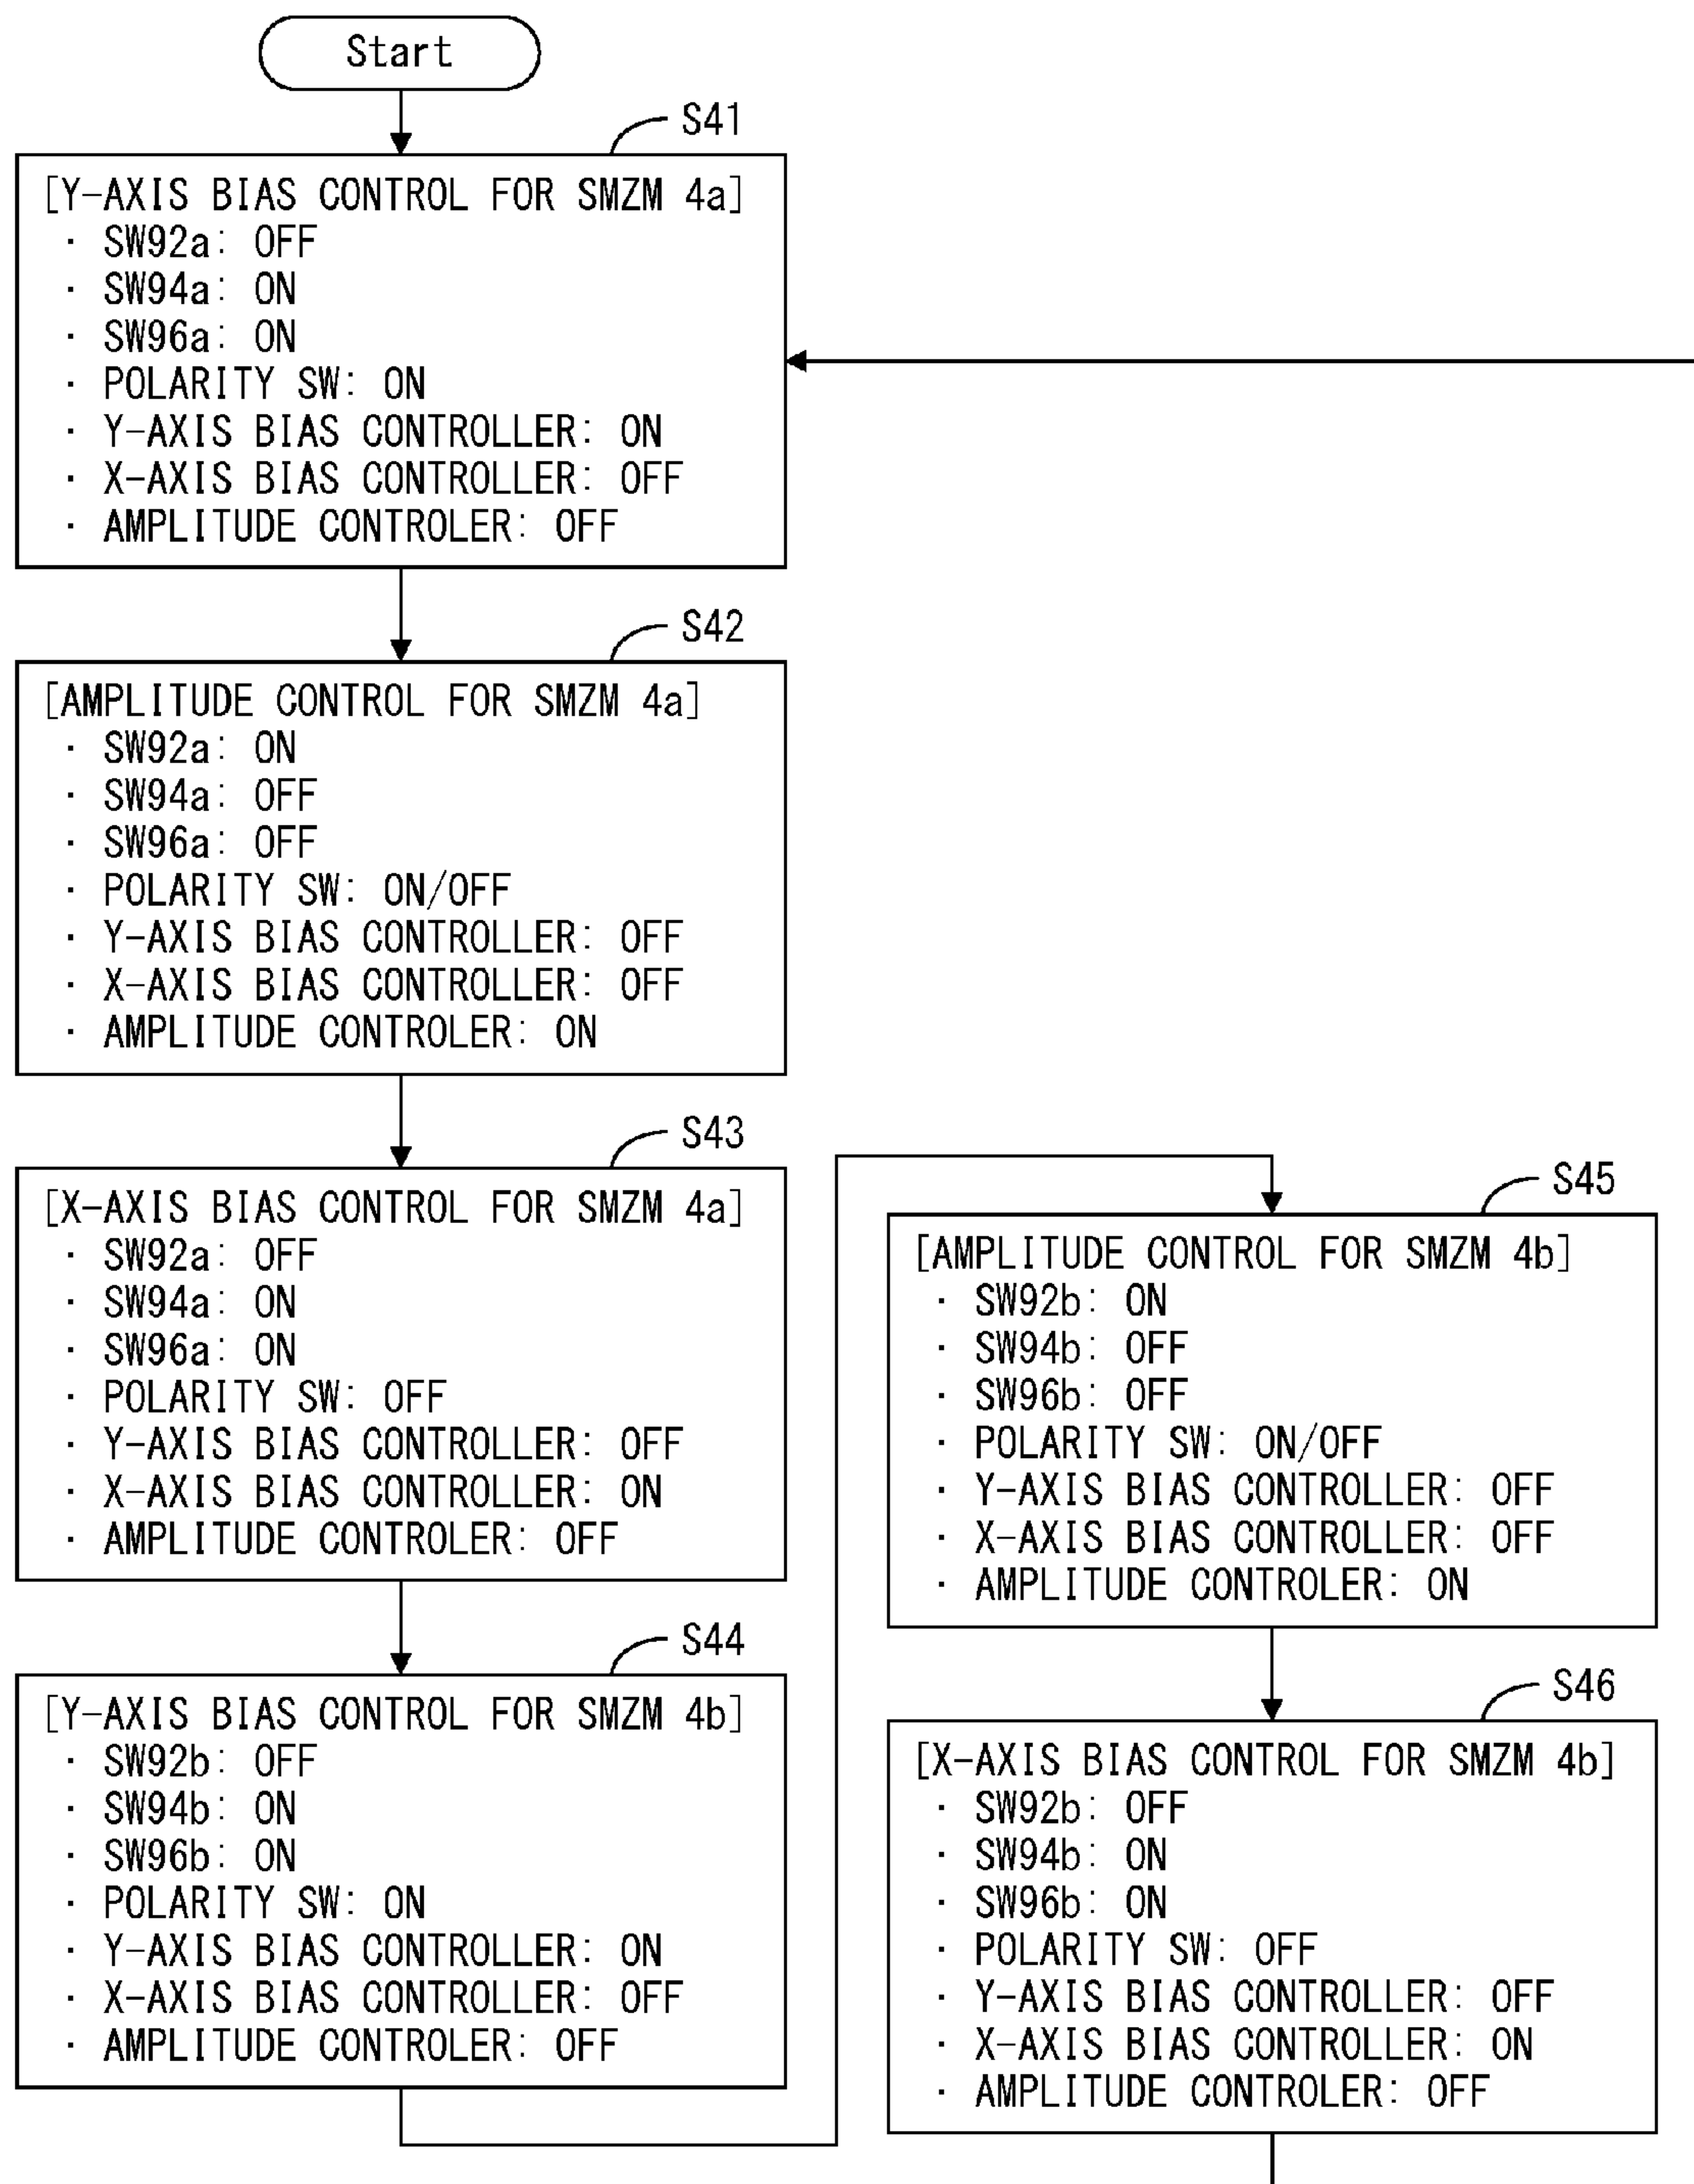 Start
S41
[Y-AXIS BIAS CONTROL FOR SMZM 4a]
· SW92a: OFF
· SW94a: ON
· SW96a: ON
· POLARITY SW: ON
· Y-AXIS BIAS CONTROLLER: ON
· X-AXIS BIAS CONTROLLER: OFF
· AMPLITUDE CONTROLER: OFF
S42
[AMPLITUDE CONTROL FOR SMZM 4a]
· SW92a: ON
· SW94a: OFF
· SW96a: OFF
· POLARITY SW: ON/OFF
· Y-AXIS BIAS CONTROLLER: OFF
· X-AXIS BIAS CONTROLLER: OFF
· AMPLITUDE CONTROLER: ON
S43
[X-AXIS BIAS CONTROL FOR SMZM 4a]
· SW92a: OFF
· SW94a: ON
· SW96a: ON
· POLARITY SW: OFF
· Y-AXIS BIAS CONTROLLER: OFF
· X-AXIS BIAS CONTROLLER: ON
· AMPLITUDE CONTROLER: OFF
S44
[Y-AXIS BIAS CONTROL FOR SMZM 4b]
· SW92b: OFF
· SW94b: ON
· SW96b: ON
· POLARITY SW: ON
· Y-AXIS BIAS CONTROLLER: ON
· X-AXIS BIAS CONTROLLER: OFF
· AMPLITUDE CONTROLER: OFF
S45
[AMPLITUDE CONTROL FOR SMZM 4b]
· SW92b: ON
· SW94b: OFF
· SW96b: OFF
· POLARITY SW: ON/OFF
· Y-AXIS BIAS CONTROLLER: OFF
· X-AXIS BIAS CONTROLLER: OFF
· AMPLITUDE CONTROLER: ON
S46
[X-AXIS BIAS CONTROL FOR SMZM 4b]
· SW92b: OFF
· SW94b: ON
· SW96b: ON
· POLARITY SW: OFF
· Y-AXIS BIAS CONTROLLER: OFF
· X-AXIS BIAS CONTROLLER: ON
· AMPLITUDE CONTROLER: OFF